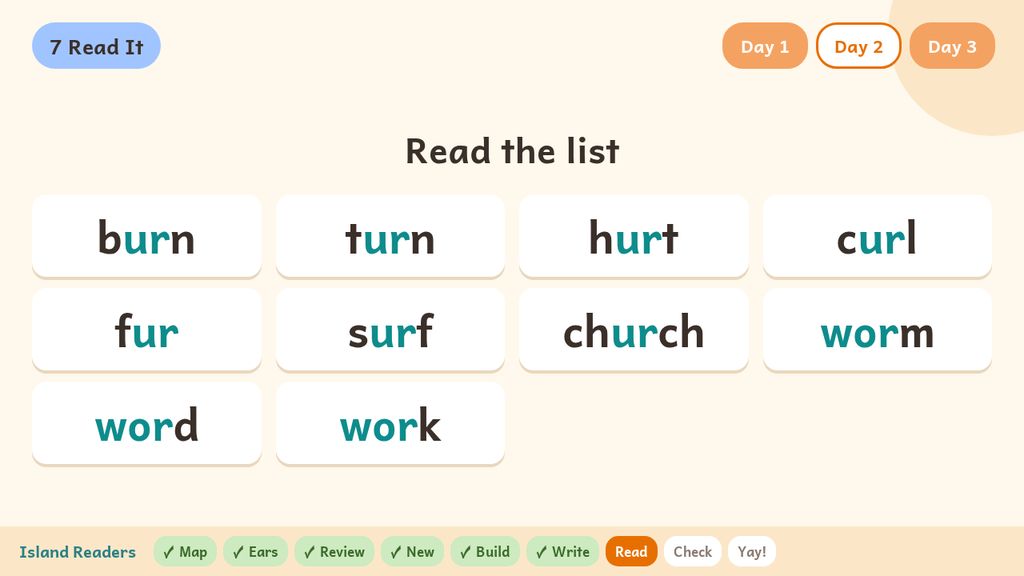 7 Read It
Day 1 Day 2 Day 3
Read the list
burn turn hurt curl
fur surf church worm
word work
Island Readers ✓ Map ✓ Ears ✓ Review ✓ New ✓ Build ✓ Write Read Check Yay!